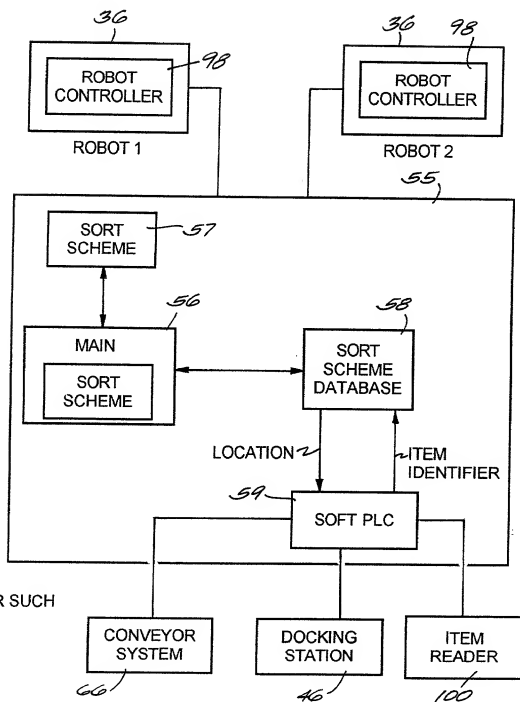 36
98
ROBOT
CONTROLLER
ROBOT 1
36
98
ROBOT
CONTROLLER
ROBOT 2
55
SORT
SCHEME
57
56
MAIN
SORT
SCHEME
58
SORT
SCHEME
DATABASE
LOCATION
ITEM
IDENTIFIER
59
SOFT PLC
R SUCH
CONVEYOR
SYSTEM
66
DOCKING
STATION
46
ITEM
READER
100